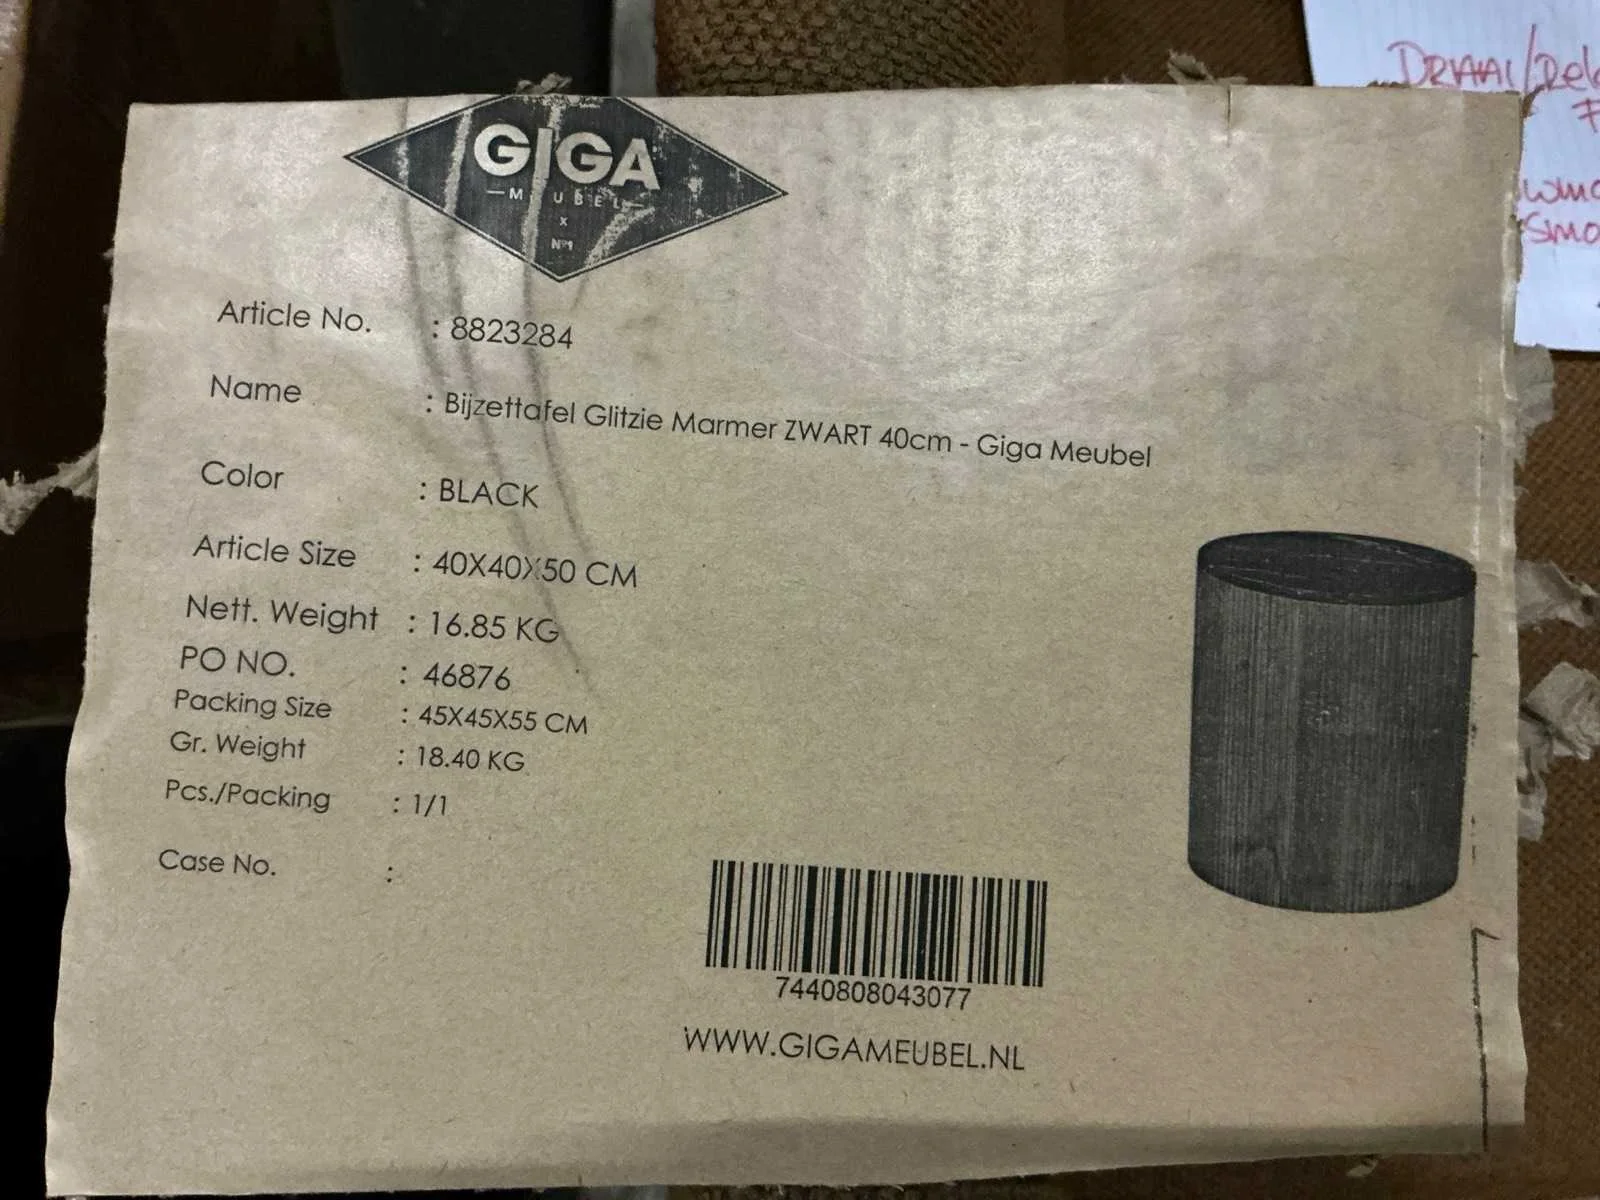 GIGA
MEUBEL
x
Nº1
Article No. : 8823284
Name : Bijzettafel Glitzie Marmer ZWART 40cm - Giga Meubel
Color : BLACK
Article Size : 40X40X50 CM
Nett. Weight : 16.85 KG
PO NO. : 46876
Packing Size : 45X45X55 CM
Gr. Weight : 18.40 KG
Pcs./Packing : 1/1
Case No. :
7440808043077
WWW.GIGAMEUBEL.NL